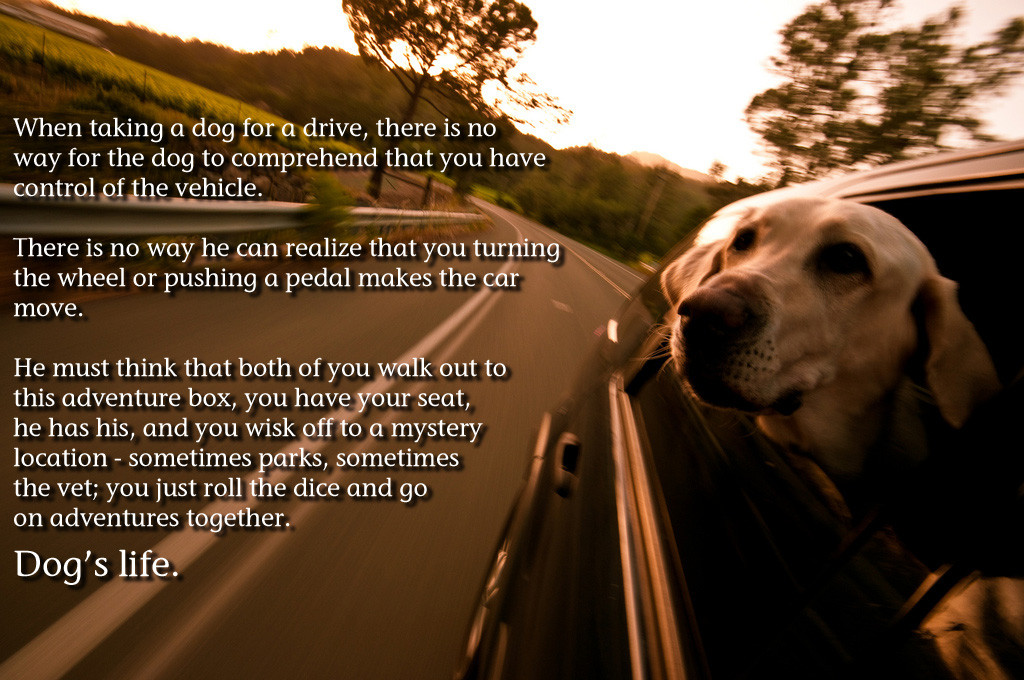 When taking a dog for a drive, there is no
way for the dog to comprehend that you have
control of the vehicle.
There is no way he can realize that you turning
the wheel or pushing a pedal makes the car
move.
He must think that both of you walk out to
this adventure box, you have your seat,
he has his, and you wisk off to a mystery
location - sometimes parks, sometimes
the vet; you just roll the dice and go
on adventures together.
Dog’s life.